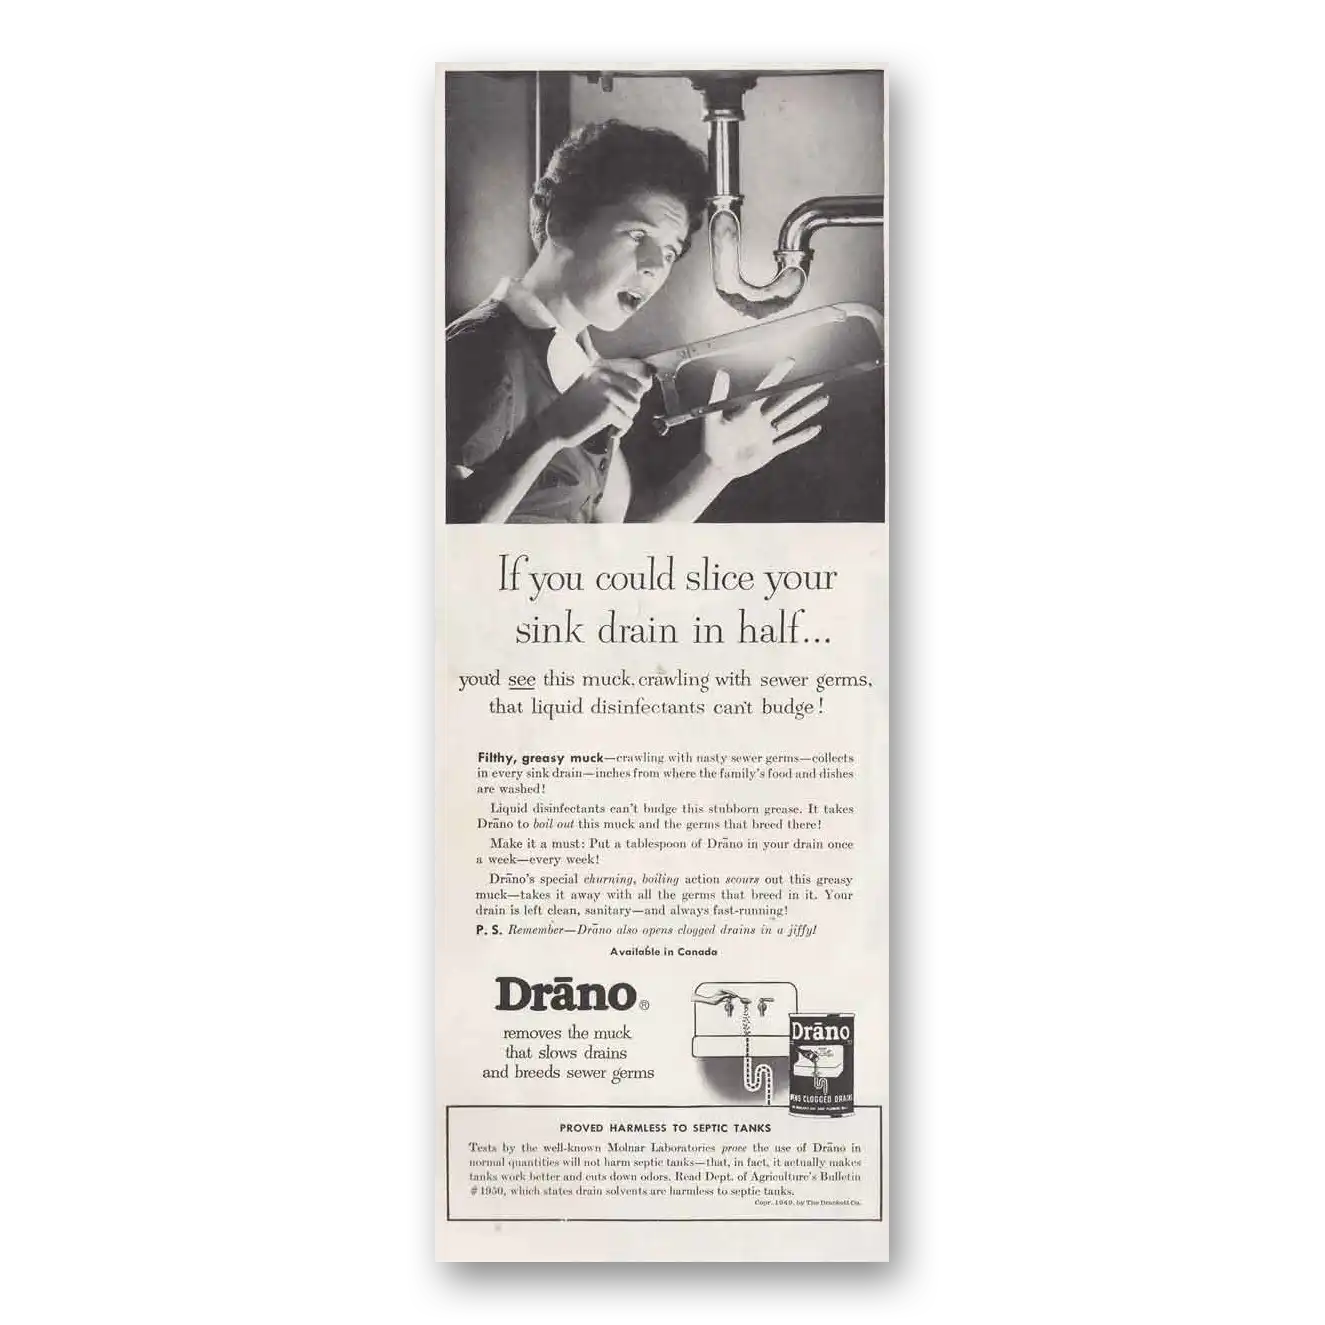 If you could slice your
sink drain in half...
you'd see this muck, crawling with sewer germs,
that liquid disinfectants can't budge!
Filthy, greasy muck—crawling with nasty sewer germs—collects
in every sink drain—inches from where the family's food and dishes
are washed!
Liquid disinfectants can't budge this stubborn grease. It takes
Drāno to boil out this muck and the germs that breed there!
Make it a must: Put a tablespoon of Drāno in your drain once
a week—every week!
Drāno's special churning, boiling action scours out this greasy
muck—takes it away with all the germs that breed in it. Your
drain is left clean, sanitary—and always fast-running!
P. S. Remember—Drāno also opens clogged drains in a jiffy!
Available in Canada
Drāno®
removes the muck
that slows drains
and breeds sewer germs
Drāno
CLOGGED DRAINS
PROVED HARMLESS TO SEPTIC TANKS
Tests by the well-known Molnar Laboratories prove the use of Drāno in
normal quantities will not harm septic tanks—that, in fact, it actually makes
tanks work better and cuts down odors. Read Dept. of Agriculture's Bulletin
#1950, which states drain solvents are harmless to septic tanks.
Copr. 1949, by The Drackett Co.